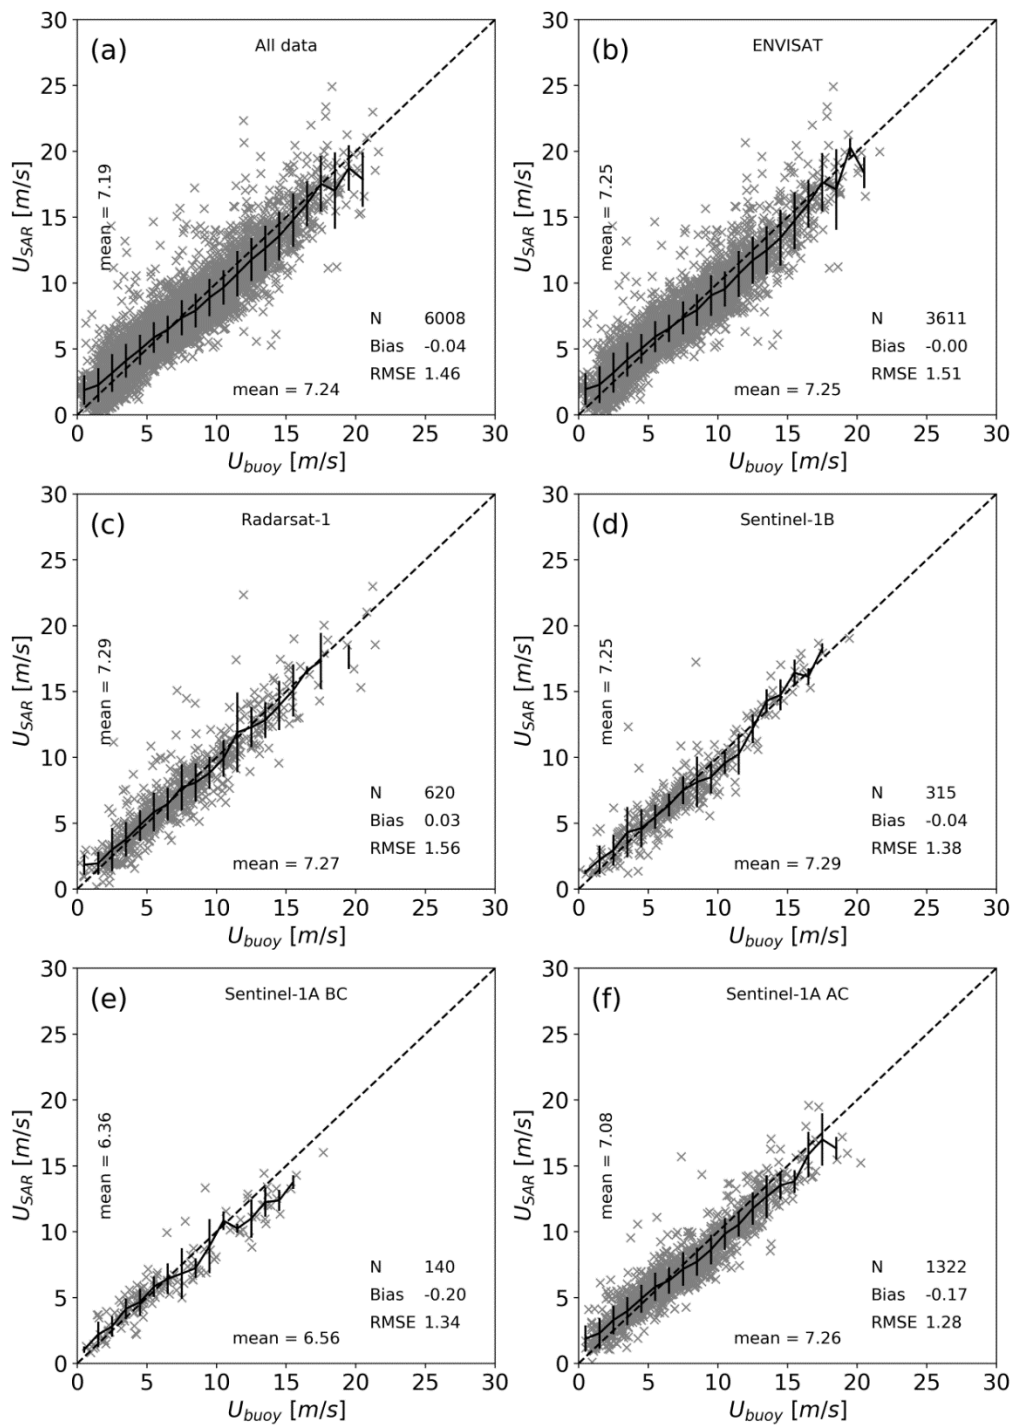 (a)
All data
30
25
20
15
10
5
0
U_SAR [m/s]
mean = 7.19
N 6008
Bias -0.04
RMSE 1.46
mean = 7.24
0 5 10 15 20 25 30
U_buoy [m/s]
(b)
ENVISAT
30
25
20
15
10
5
0
U_SAR [m/s]
mean = 7.25
N 3611
Bias -0.00
RMSE 1.51
mean = 7.25
0 5 10 15 20 25 30
U_buoy [m/s]
(c)
Radarsat-1
30
25
20
15
10
5
0
U_SAR [m/s]
mean = 7.29
N 620
Bias 0.03
RMSE 1.56
mean = 7.27
0 5 10 15 20 25 30
U_buoy [m/s]
(d)
Sentinel-1B
30
25
20
15
10
5
0
U_SAR [m/s]
mean = 7.25
N 315
Bias -0.04
RMSE 1.38
mean = 7.29
0 5 10 15 20 25 30
U_buoy [m/s]
(e)
Sentinel-1A BC
30
25
20
15
10
5
0
U_SAR [m/s]
mean = 6.36
N 140
Bias -0.20
RMSE 1.34
mean = 6.56
0 5 10 15 20 25 30
U_buoy [m/s]
(f)
Sentinel-1A AC
30
25
20
15
10
5
0
U_SAR [m/s]
mean = 7.08
N 1322
Bias -0.17
RMSE 1.28
mean = 7.26
0 5 10 15 20 25 30
U_buoy [m/s]